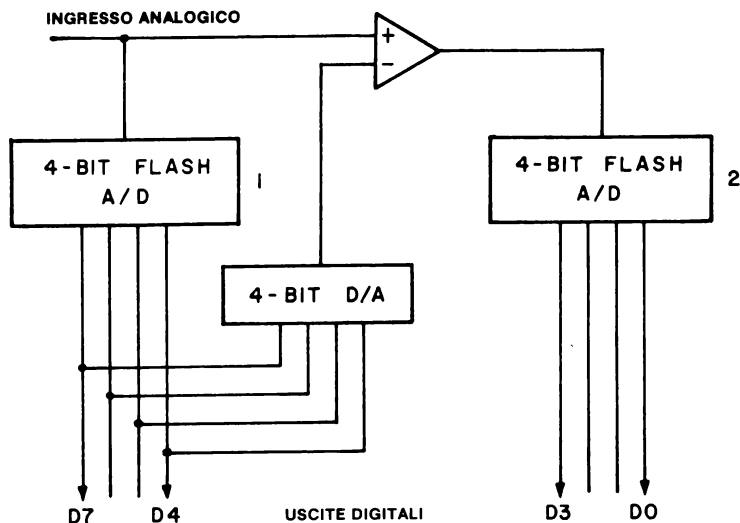 INGRESSO ANALOGICO
+
−
4-BIT FLASH
A/D
1
4-BIT FLASH
A/D
2
4-BIT D/A
D7
D4
USCITE DIGITALI
D3
D0